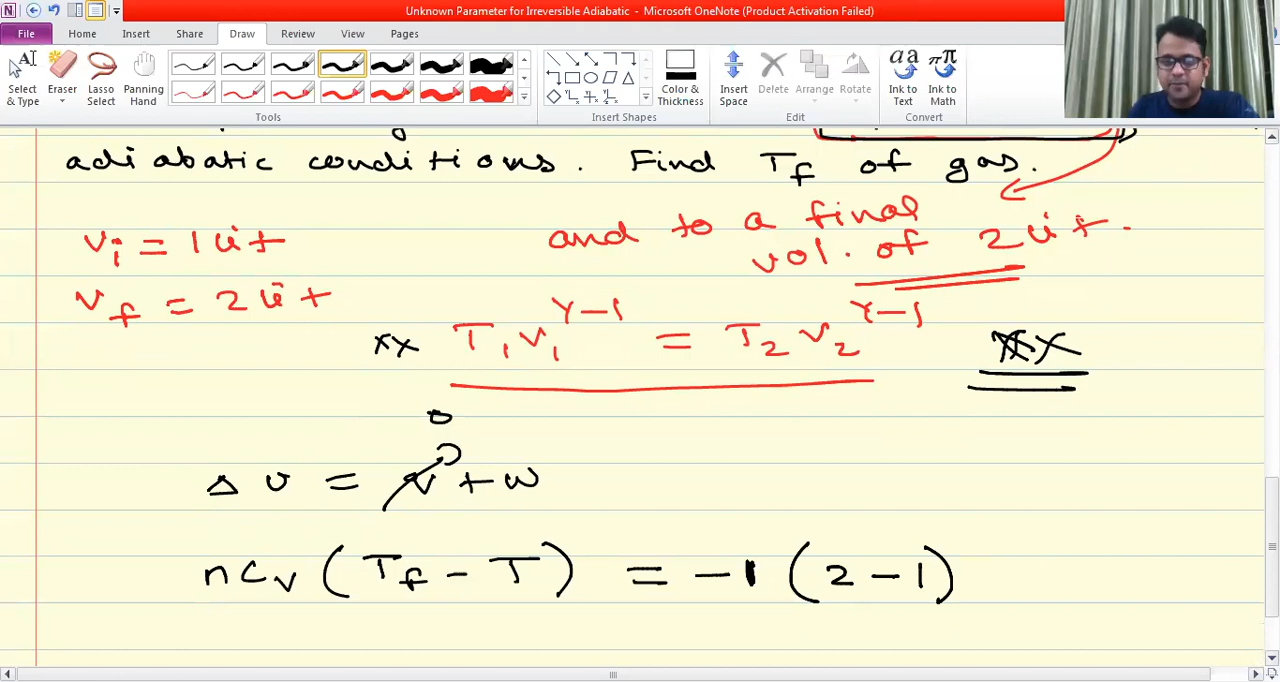 Unknown Parameter for Irreversible Adiabatic - Microsoft OneNote (Product Activation Failed)
File Home Insert Share Draw Review View Pages
Select & Type Eraser Lasso Select Panning Hand Color & Thickness Insert Space Delete Arrange Rotate Ink to Text Ink to Math
Tools Insert Shapes Edit Convert
adiabatic conditions. Find Tf of gas.
and to a final
vol. of 2 lit.
Vi = 1 lit
Vf = 2 lit
xx T1V1^γ-1 = T2V2^γ-1 xx
0
Δu = + w
nCv (Tf - T) = -1 (2 - 1)